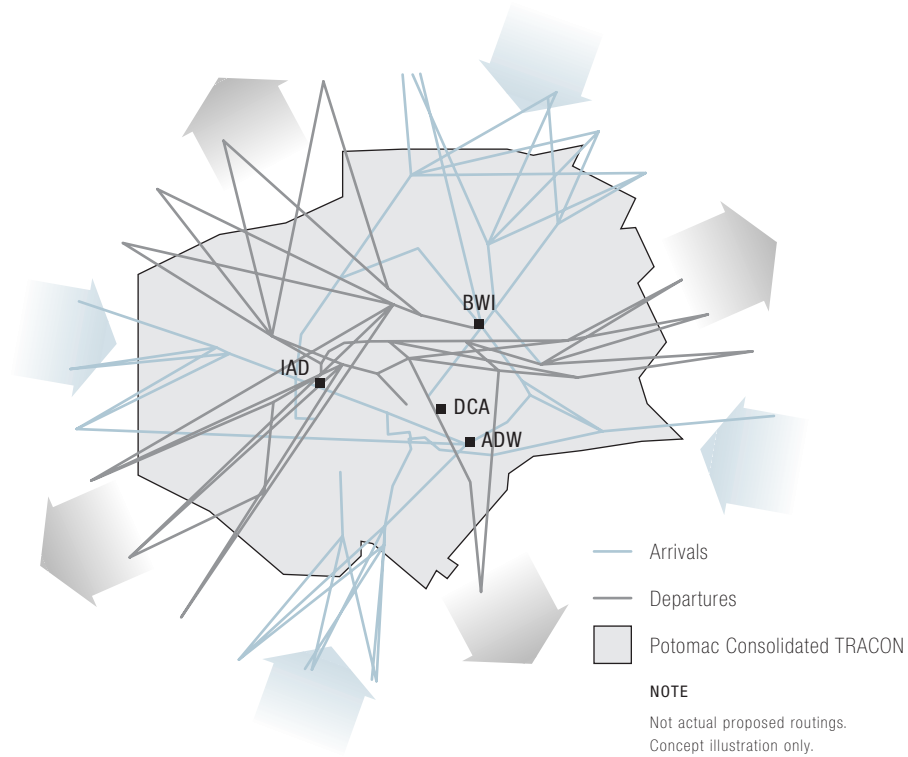 BWI
IAD
DCA
ADW
Arrivals
Departures
Potomac Consolidated TRACON
NOTE
Not actual proposed routings.
Concept illustration only.